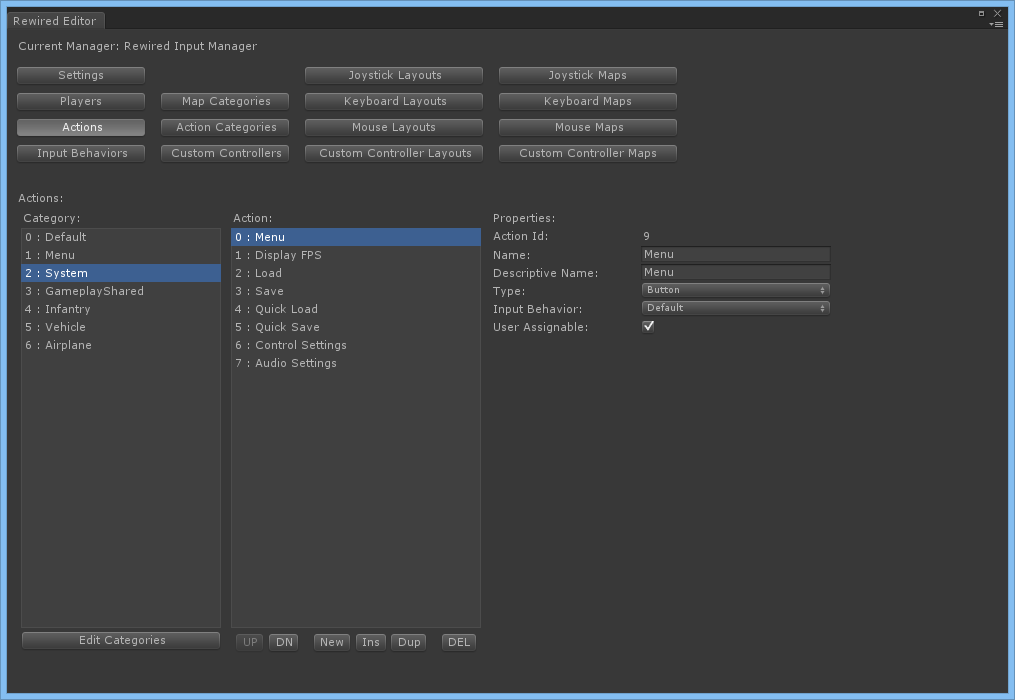 Rewired Editor
Current Manager: Rewired Input Manager
Settings
Joystick Layouts
Joystick Maps
Players
Map Categories
Keyboard Layouts
Keyboard Maps
Actions
Action Categories
Mouse Layouts
Mouse Maps
Input Behaviors
Custom Controllers
Custom Controller Layouts
Custom Controller Maps
Actions:
Category:
0 : Default
1 : Menu
2 : System
3 : GameplayShared
4 : Infantry
5 : Vehicle
6 : Airplane
Edit Categories
Action:
0 : Menu
1 : Display FPS
2 : Load
3 : Save
4 : Quick Load
5 : Quick Save
6 : Control Settings
7 : Audio Settings
UP
DN
New
Ins
Dup
DEL
Properties:
Action Id: 9
Name: Menu
Descriptive Name: Menu
Type: Button
Input Behavior: Default
User Assignable: